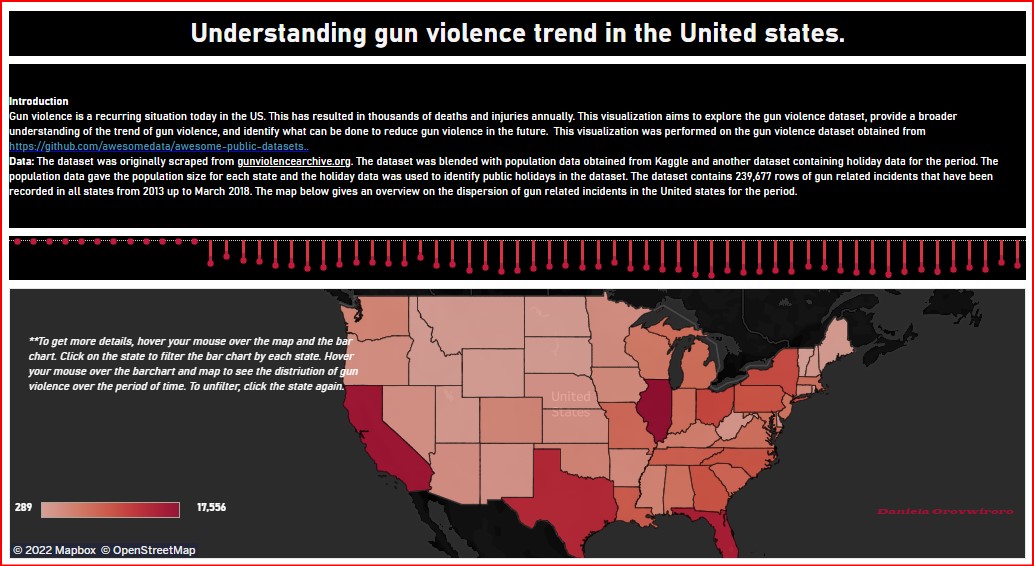 Understanding gun violence trend in the United states.
Introduction
Gun violence is a recurring situation today in the US. This has resulted in thousands of deaths and injuries annually. This visualization aims to explore the gun violence dataset, provide a broader
understanding of the trend of gun violence, and identify what can be done to reduce gun violence in the future.  This visualization was performed on the gun violence dataset obtained from
https://github.com/awesomedata/awesome-public-datasets..
Data: The dataset was originally scraped from gunviolencearchive.org. The dataset was blended with population data obtained from Kaggle and another dataset containing holiday data for the period. The
population data gave the population size for each state and the holiday data was used to identify public holidays in the dataset. The dataset contains 239,677 rows of gun related incidents that have been
recorded in all states from 2013 up to March 2018. The map below gives an overview on the dispersion of gun related incidents in the United states for the period.
**To get more details, hover your mouse over the map and the bar
chart. Click on the state to filter the bar chart by each state. Hover
your mouse over the barchart and map to see the distriution of gun
violence over the period of time. To unfilter, click the state again.
United
States
289
17,556
Daniela Orovwiroro
© 2022 Mapbox © OpenStreetMap